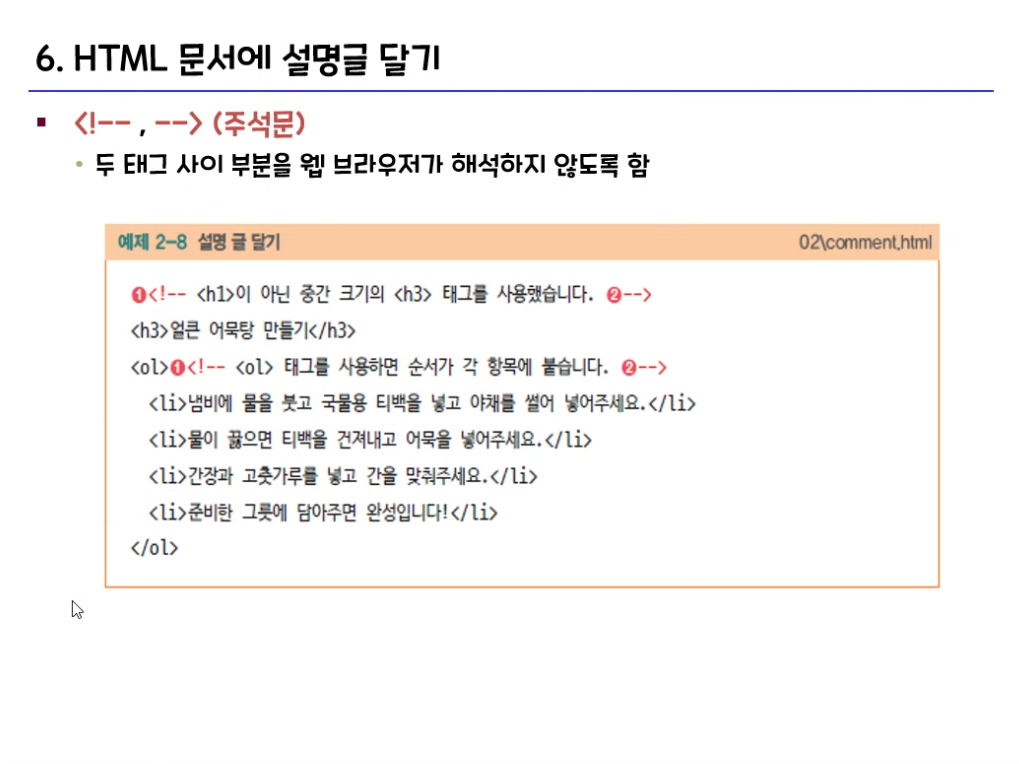 6. HTML 문서에 설명글 달기
<!-- , --> (주석문)
두 태그 사이 부분을 웹 브라우저가 해석하지 않도록 함
예제 2-8 설명 글 달기 02\comment.html
❶<!-- <h1>이 아닌 중간 크기의 <h3> 태그를 사용했습니다. ❷-->
<h3>얼큰 어묵탕 만들기</h3>
<ol>❶<!-- <ol> 태그를 사용하면 순서가 각 항목에 붙습니다. ❷-->
<li>냄비에 물을 붓고 국물용 티백을 넣고 야채를 썰어 넣어주세요.</li>
<li>물이 끓으면 티백을 건져내고 어묵을 넣어주세요.</li>
<li>간장과 고춧가루를 넣고 간을 맞춰주세요.</li>
<li>준비한 그릇에 담아주면 완성입니다!</li>
</ol>